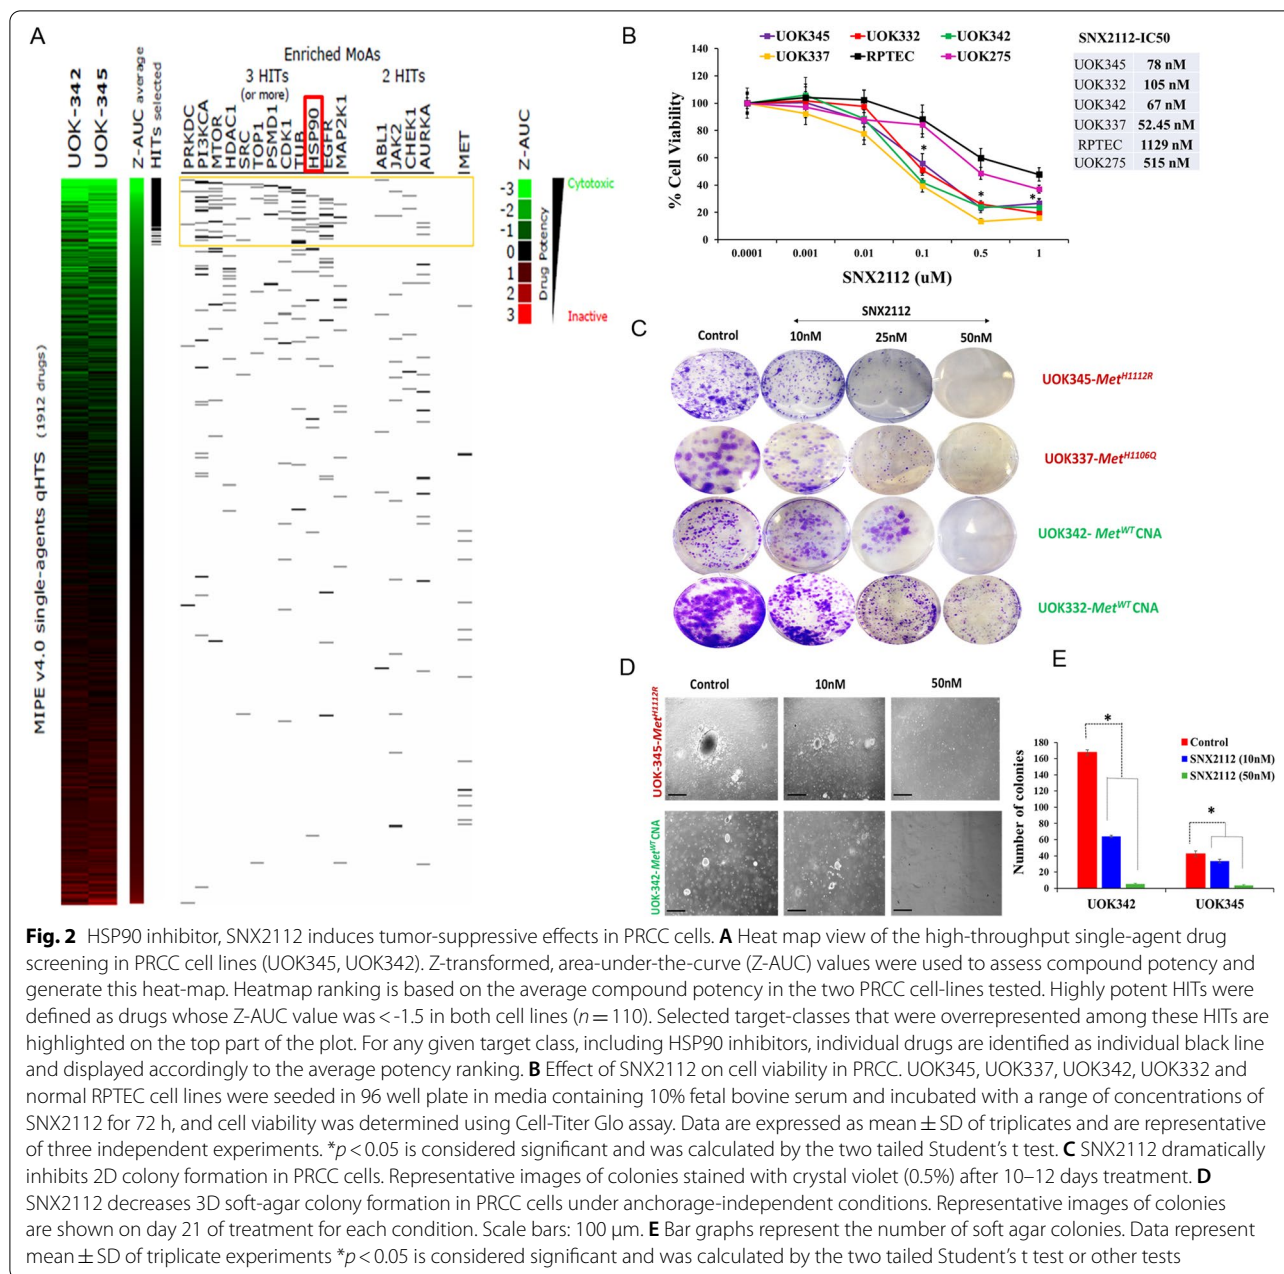 A
Enriched MoAs
3 HITs
(or more)
2 HITs
UOK-342
UOK-345
Z-AUC average
HITs selected
PRKDC
PI3KCA
MTOR
HDAC1
SRC
TOP1
PSMD1
CDK1
TUB
HSP90
EGFR
MAP2K1
ABL1
JAK2
CHEK1
AURKA
MET
Z-AUC
-3
-2
-1
0
1
2
3
Drug Potency
Cytotoxic
Inactive
MIPE v4.0 single-agents qHTS (1912 drugs)
B
UOK345
UOK332
UOK342
UOK337
RPTEC
UOK275
140
120
100
80
60
40
20
0
% Cell Viability
*
*
*
0.0001
0.001
0.01
0.1
0.5
1
SNX2112 (uM)
SNX2112-IC50
UOK345 78 nM
UOK332 105 nM
UOK342 67 nM
UOK337 52.45 nM
RPTEC 1129 nM
UOK275 515 nM
C
SNX2112
Control 10nM 25nM 50nM
UOK345-Met^H1112R
UOK337-Met^H1106Q
UOK342- Met^WT CNA
UOK332-Met^WT CNA
D
Control 10nM 50nM
UOK-345-Met^H1112R
UOK-342-Met^WT CNA
E
Number of colonies
180
160
140
120
100
80
60
40
20
0
*
*
Control
SNX2112 (10nM)
SNX2112 (50nM)
UOK342 UOK345
Fig. 2 HSP90 inhibitor, SNX2112 induces tumor-suppressive effects in PRCC cells. A Heat map view of the high-throughput single-agent drug
screening in PRCC cell lines (UOK345, UOK342). Z-transformed, area-under-the-curve (Z-AUC) values were used to assess compound potency and
generate this heat-map. Heatmap ranking is based on the average compound potency in the two PRCC cell-lines tested. Highly potent HITs were
defined as drugs whose Z-AUC value was < -1.5 in both cell lines (n = 110). Selected target-classes that were overrepresented among these HITs are
highlighted on the top part of the plot. For any given target class, including HSP90 inhibitors, individual drugs are identified as individual black line
and displayed accordingly to the average potency ranking. B Effect of SNX2112 on cell viability in PRCC. UOK345, UOK337, UOK342, UOK332 and
normal RPTEC cell lines were seeded in 96 well plate in media containing 10% fetal bovine serum and incubated with a range of concentrations of
SNX2112 for 72 h, and cell viability was determined using Cell-Titer Glo assay. Data are expressed as mean ± SD of triplicates and are representative
of three independent experiments. *p < 0.05 is considered significant and was calculated by the two tailed Student's t test. C SNX2112 dramatically
inhibits 2D colony formation in PRCC cells. Representative images of colonies stained with crystal violet (0.5%) after 10–12 days treatment. D
SNX2112 decreases 3D soft-agar colony formation in PRCC cells under anchorage-independent conditions. Representative images of colonies
are shown on day 21 of treatment for each condition. Scale bars: 100 µm. E Bar graphs represent the number of soft agar colonies. Data represent
mean ± SD of triplicate experiments *p < 0.05 is considered significant and was calculated by the two tailed Student's t test or other tests